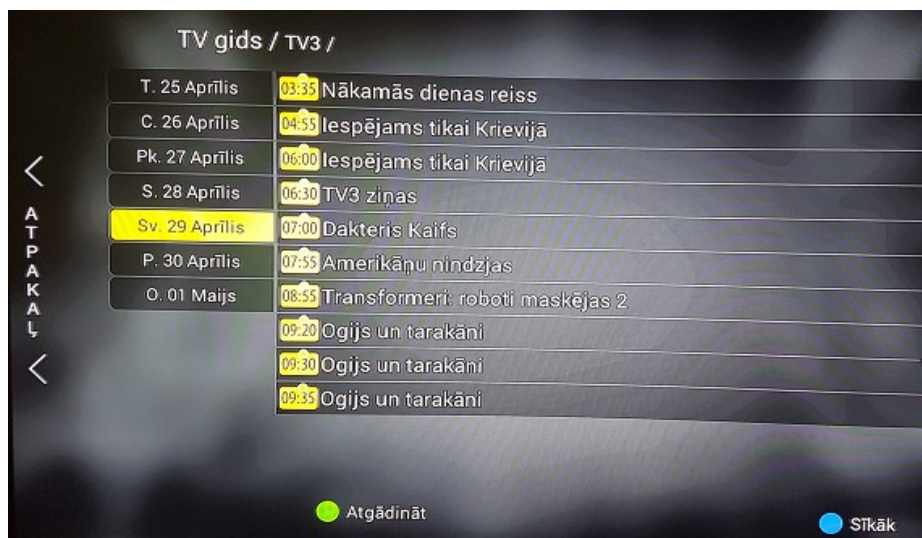 TV gids / TV3 /
T. 25 Aprīlis
C. 26 Aprīlis
Pk. 27 Aprīlis
S. 28 Aprīlis
Sv. 29 Aprīlis
P. 30 Aprīlis
O. 01 Maijs
03:35 Nākamās dienas reiss
04:55 Iespējams tikai Krievijā
06:00 Iespējams tikai Krievijā
06:30 TV3 ziņas
07:00 Dakteris Kaifs
07:55 Amerikāņu nindzjas
08:55 Transformeri: roboti maskējas 2
09:20 Ogijs un tarakāni
09:30 Ogijs un tarakāni
09:35 Ogijs un tarakāni
ATPAKAĻ
Atgādināt
Sīkāk